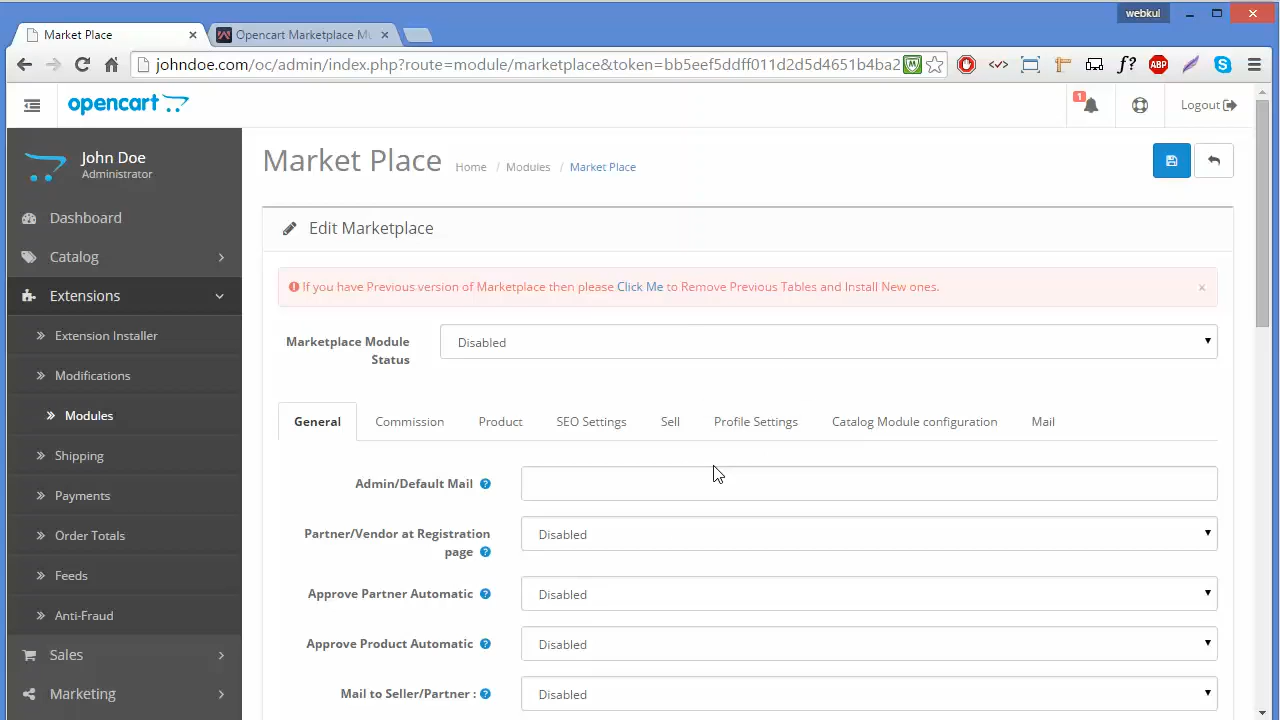 webkul
Market Place
Opencart Marketplace Mu
johndoe.com/oc/admin/index.php?route=module/marketplace&token=bb5eef5ddff011d2d5d4651b4ba2
ABP
opencart
1
Logout
John Doe
Administrator
Market Place Home / Modules / Market Place
Dashboard
Catalog
Extensions
Extension Installer
Modifications
Modules
Shipping
Payments
Order Totals
Feeds
Anti-Fraud
Sales
Marketing
Edit Marketplace
If you have Previous version of Marketplace then please Click Me to Remove Previous Tables and Install New ones. ×
Marketplace Module Status Disabled
General Commission Product SEO Settings Sell Profile Settings Catalog Module configuration Mail
Admin/Default Mail
Partner/Vendor at Registration page Disabled
Approve Partner Automatic Disabled
Approve Product Automatic Disabled
Mail to Seller/Partner : Disabled